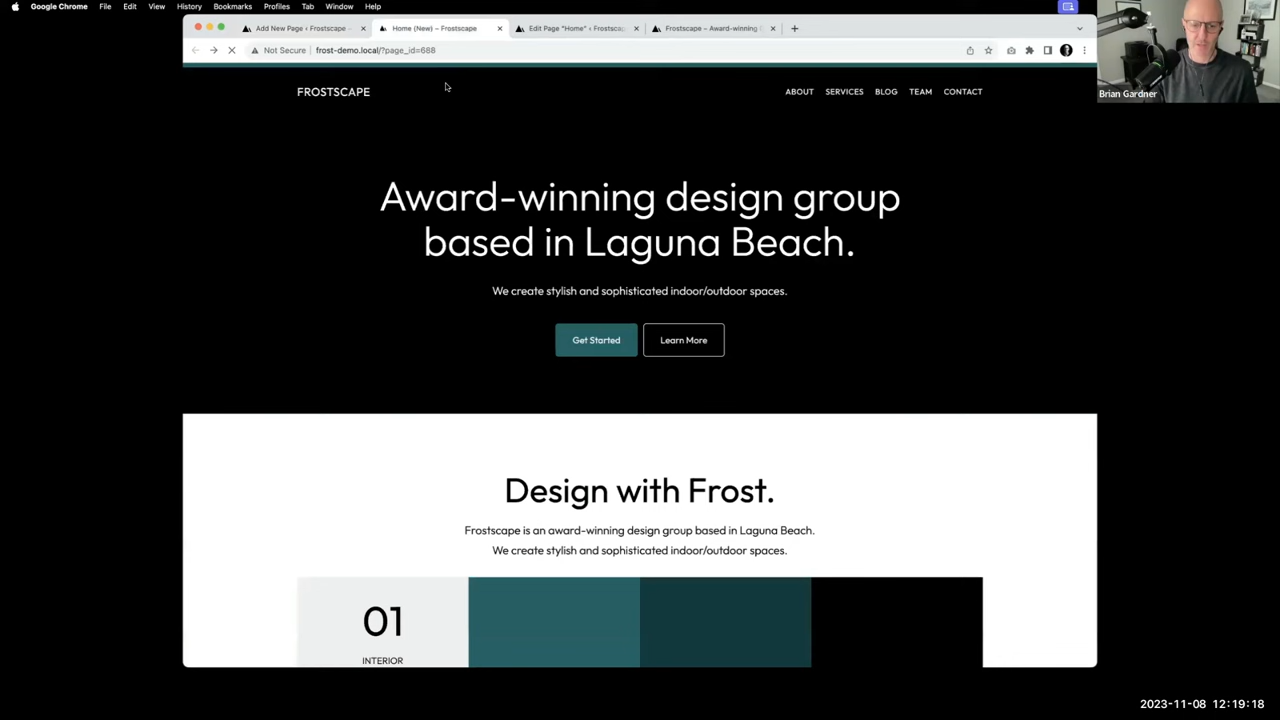 Google Chrome File Edit View History Bookmarks Profiles Tab Window Help
Add New Page ‹ Frostscape –
Home (New) – Frostscape
Edit Page "Home" ‹ Frostscap
Frostscape – Award-winning
Not Secure frost-demo.local/?page_id=688
Brian Gardner
FROSTSCAPE
ABOUT SERVICES BLOG TEAM CONTACT
Award-winning design group
based in Laguna Beach.
We create stylish and sophisticated indoor/outdoor spaces.
Get Started Learn More
Design with Frost.
Frostscape is an award-winning design group based in Laguna Beach.
We create stylish and sophisticated indoor/outdoor spaces.
01
INTERIOR
2023-11-08 12:19:18